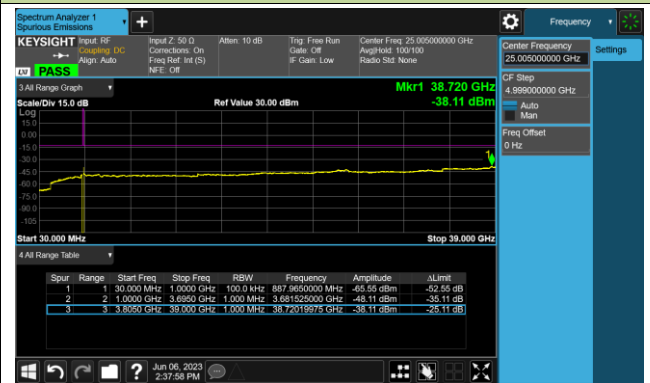 Spectrum Analyzer 1
Spurious Emissions
Frequency
KEYSIGHT
Input: RF
Coupling: DC
Align: Auto
Input Z: 50 Ω
Corrections: On
Freq Ref: Int (S)
NFE: Off
Atten: 10 dB
Trig: Free Run
Gate: Off
IF Gain: Low
Center Freq: 25.005000000 GHz
Avg|Hold: 100/100
Radio Std: None
LXI
PASS
Center Frequency
25.005000000 GHz
Settings
CF Step
4.999000000 GHz
Auto
Man
Freq Offset
0 Hz
3 All Range Graph
Mkr1 38.720 GHz
Scale/Div 15.0 dB
Ref Value 30.00 dBm
-38.11 dBm
Log
15.0
0.00
-15.0
-30.0
-45.0
-60.0
-75.0
-90.0
-105
1
Start 30.000 MHz
Stop 39.000 GHz
4 All Range Table
Spur Range Start Freq Stop Freq RBW Frequency Amplitude ΔLimit
1 1 30.000 MHz 1.0000 GHz 100.0 kHz 887.9650000 MHz -65.55 dBm -52.55 dB
2 2 1.0000 GHz 3.6950 GHz 1.000 MHz 3.681525000 GHz -48.11 dBm -35.11 dB
3 3 3.8050 GHz 39.000 GHz 1.000 MHz 38.72019975 GHz -38.11 dBm -25.11 dB
?
Jun 06, 2023
2:37:58 PM